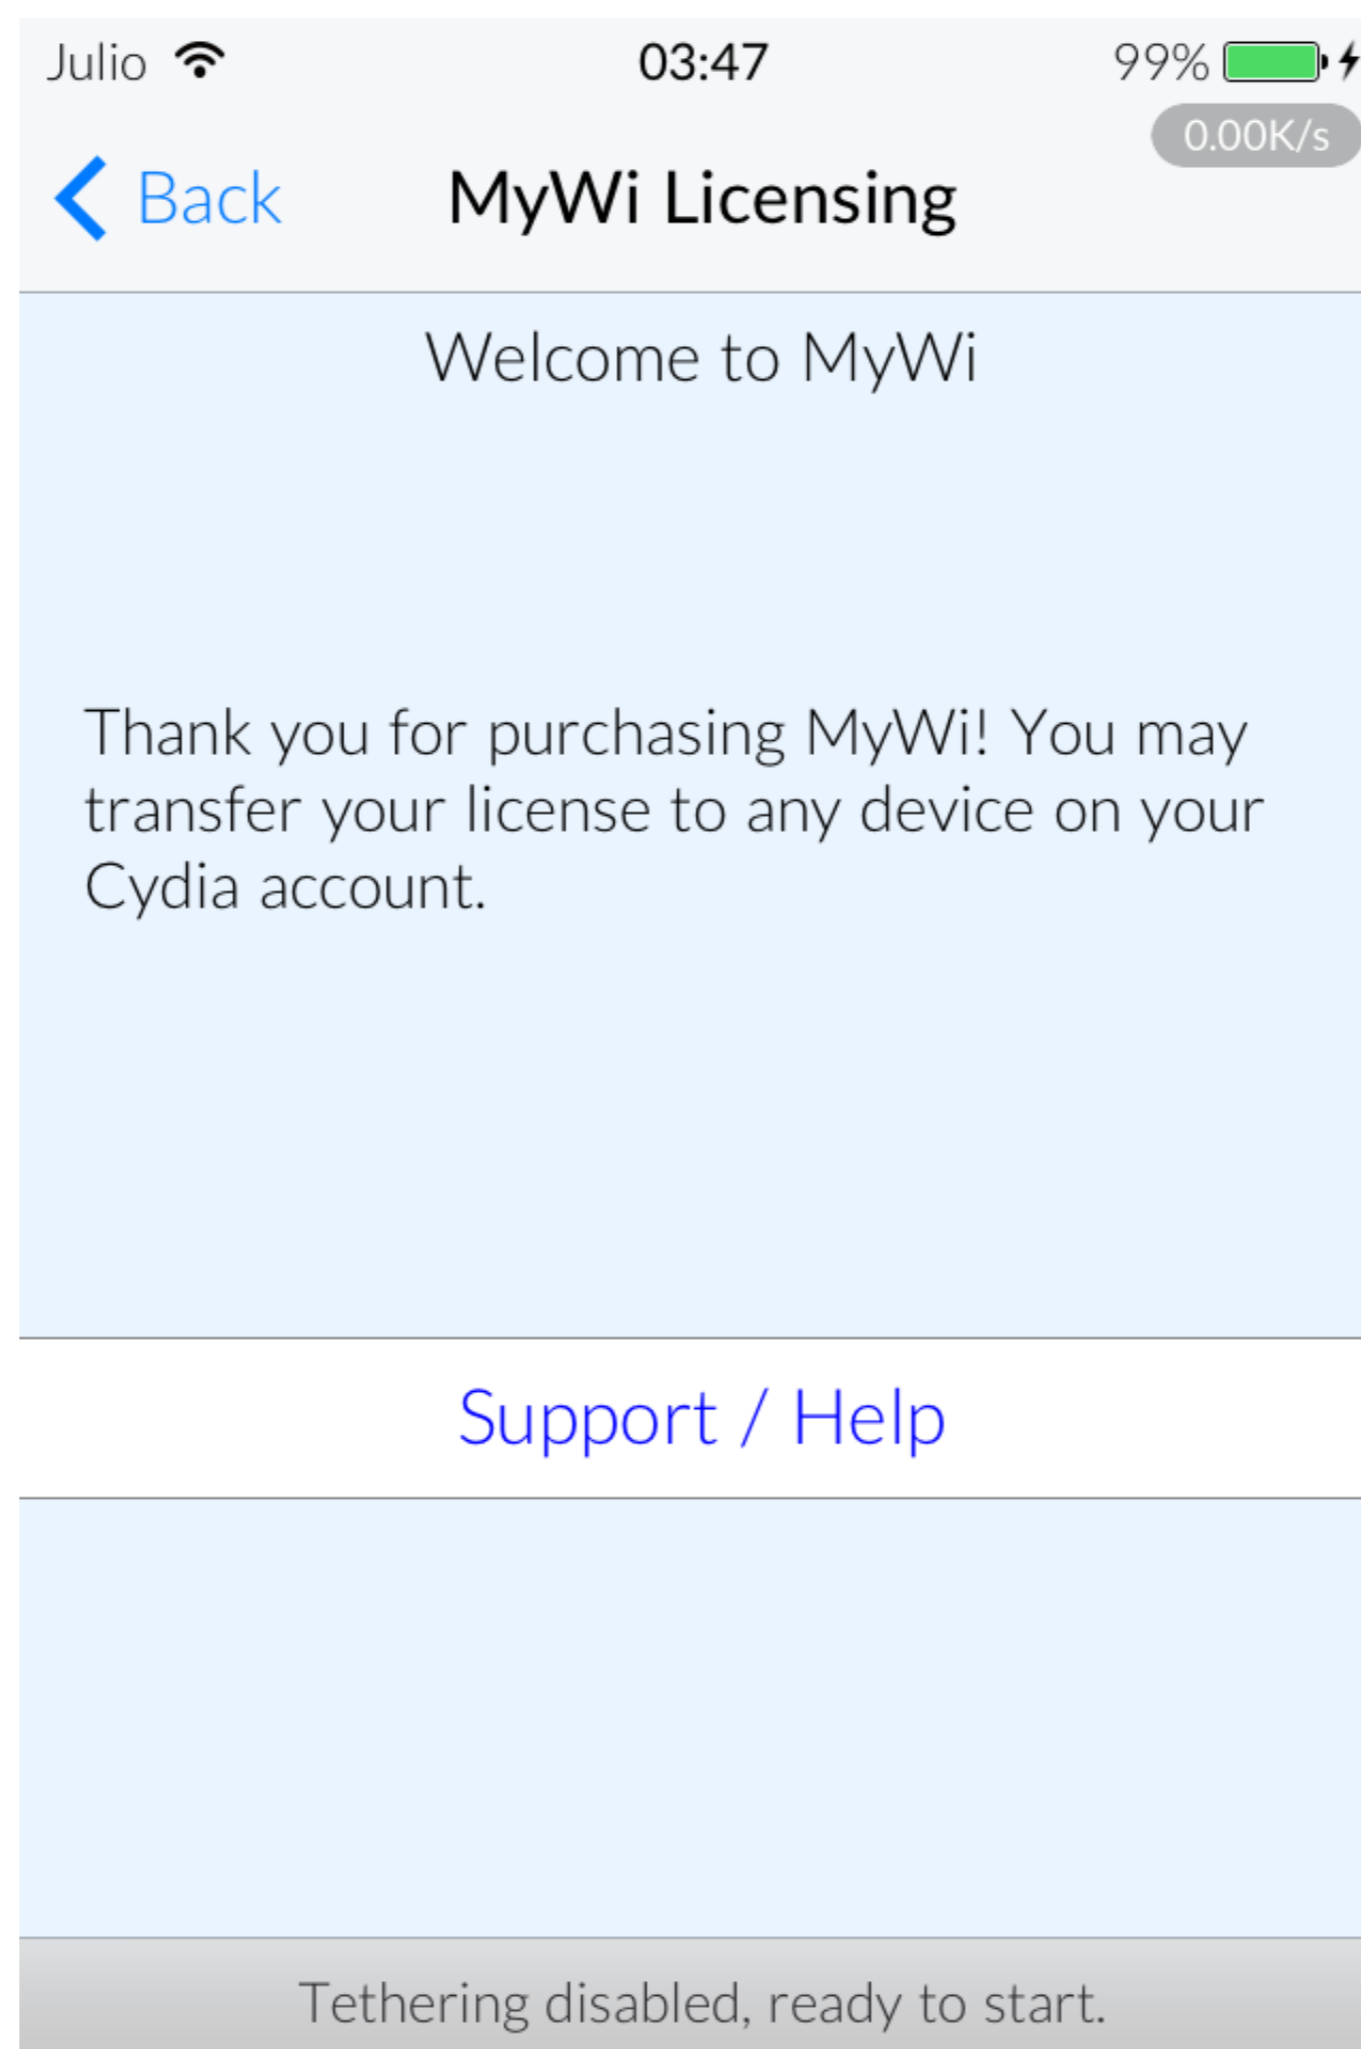 Julio 03:47 99%
0.00K/s
Back MyWi Licensing
Welcome to MyWi
Thank you for purchasing MyWi! You may
transfer your license to any device on your
Cydia account.
Support / Help
Tethering disabled, ready to start.